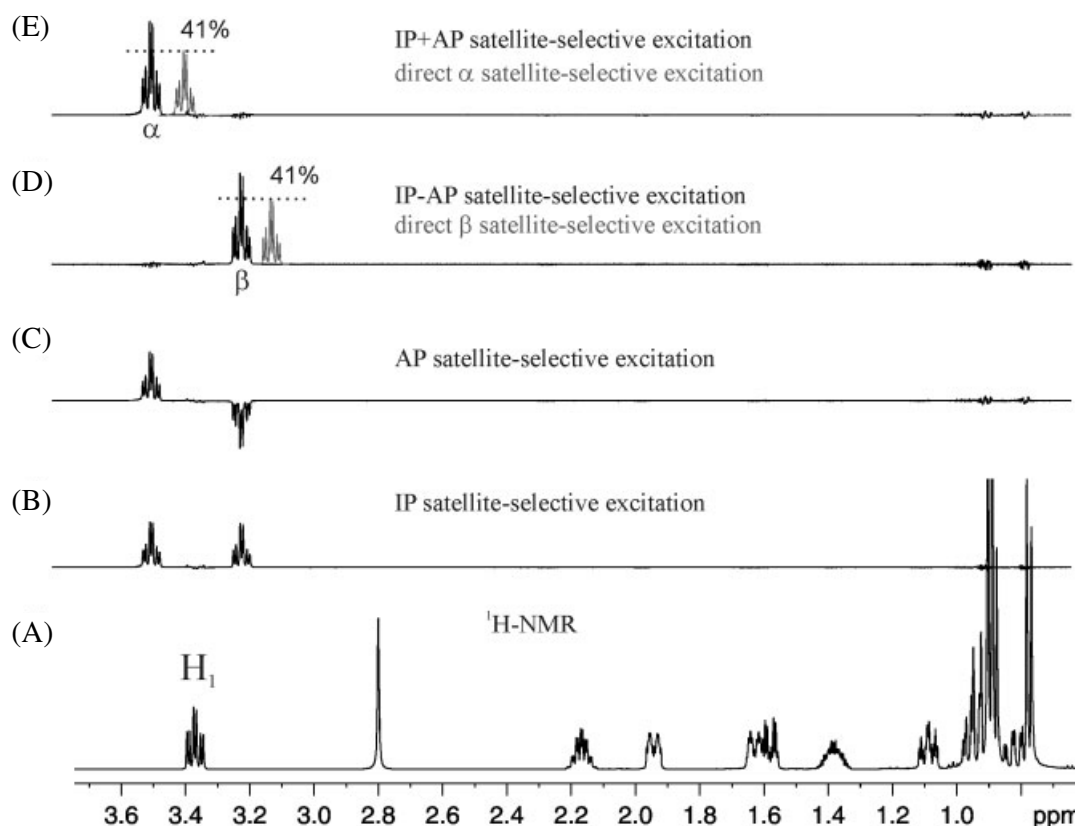 (E)
41%
IP+AP satellite-selective excitation
direct α satellite-selective excitation
α
(D)
41%
IP-AP satellite-selective excitation
direct β satellite-selective excitation
β
(C)
AP satellite-selective excitation
(B)
IP satellite-selective excitation
(A)
¹H-NMR
H₁
3.6 3.4 3.2 3.0 2.8 2.6 2.4 2.2 2.0 1.8 1.6 1.4 1.2 1.0 ppm